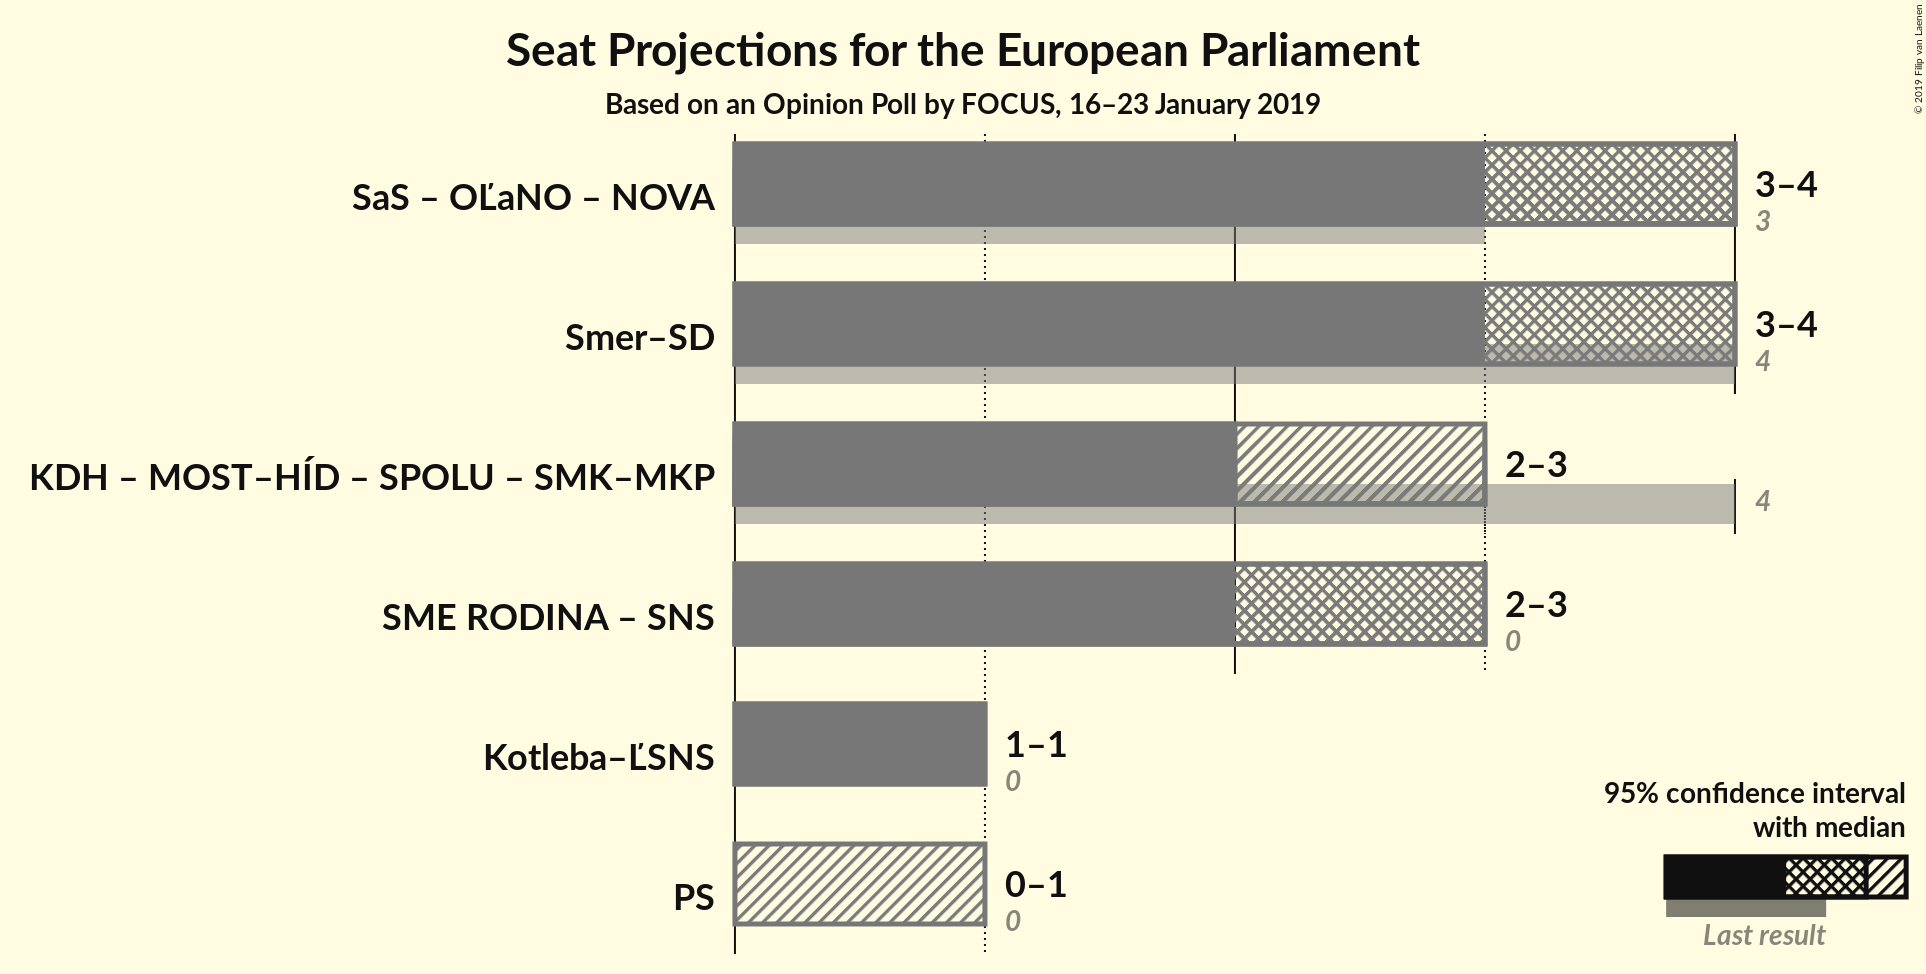 Seat Projections for the European Parliament
Based on an Opinion Poll by FOCUS, 16–23 January 2019
© 2019 Filip van Laenen
SaS – OĽaNO – NOVA
3–4
3
Smer–SD
3–4
4
KDH – MOST–HÍD – SPOLU – SMK–MKP
2–3
4
SME RODINA – SNS
2–3
0
Kotleba–ĽSNS
1–1
0
PS
0–1
0
95% confidence interval
with median
Last result